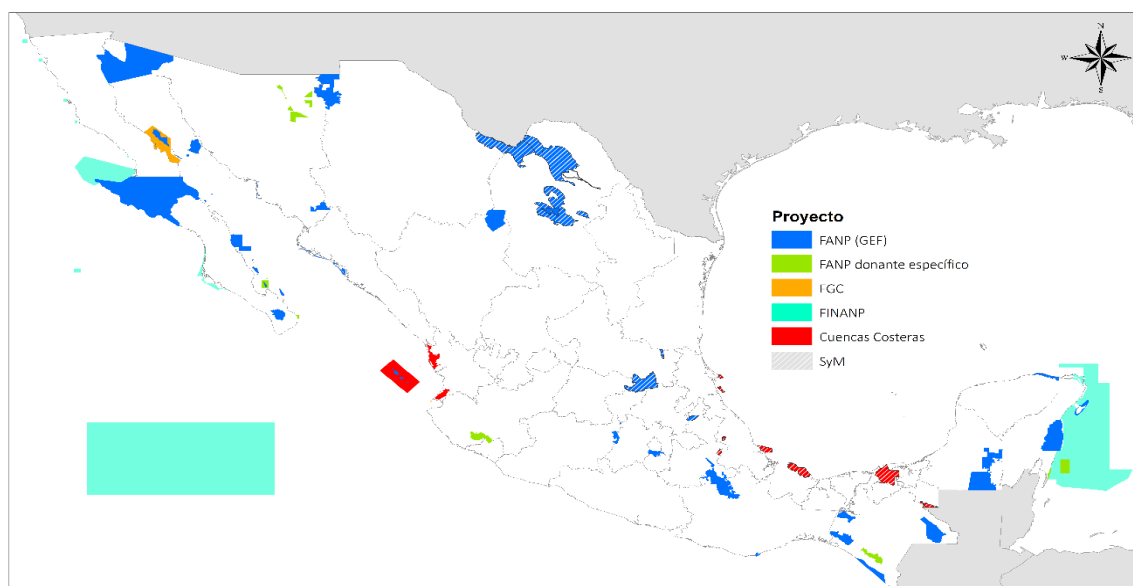 N
W
E
S
Proyecto
FANP (GEF)
FANP donante específico
FGC
FINANP
Cuencas Costeras
SyM